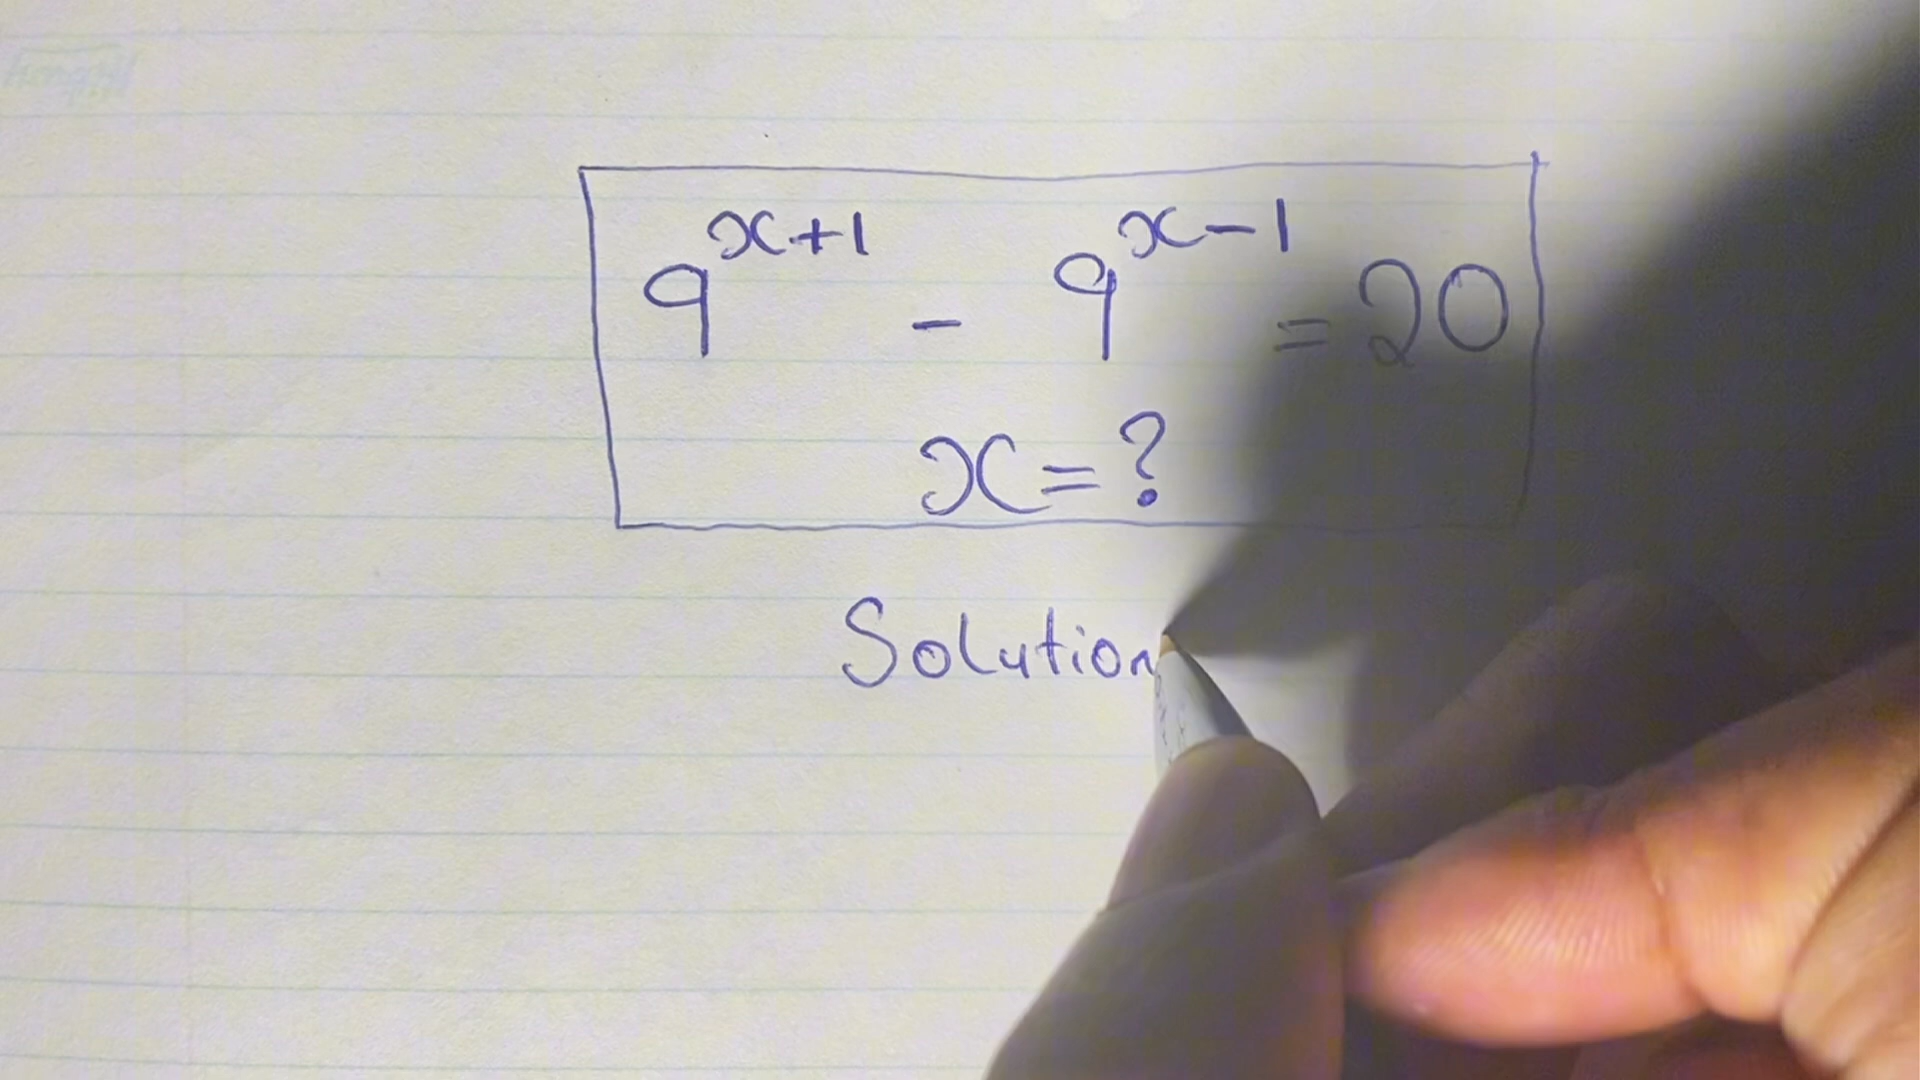 9^{x+1} - 9^{x-1} = 20
x = ?
Solution